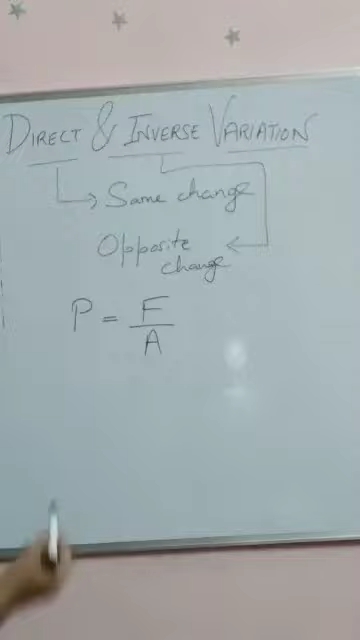 DIRECT & INVERSE VARIATION
Same change
Opposite
change
P = F
A